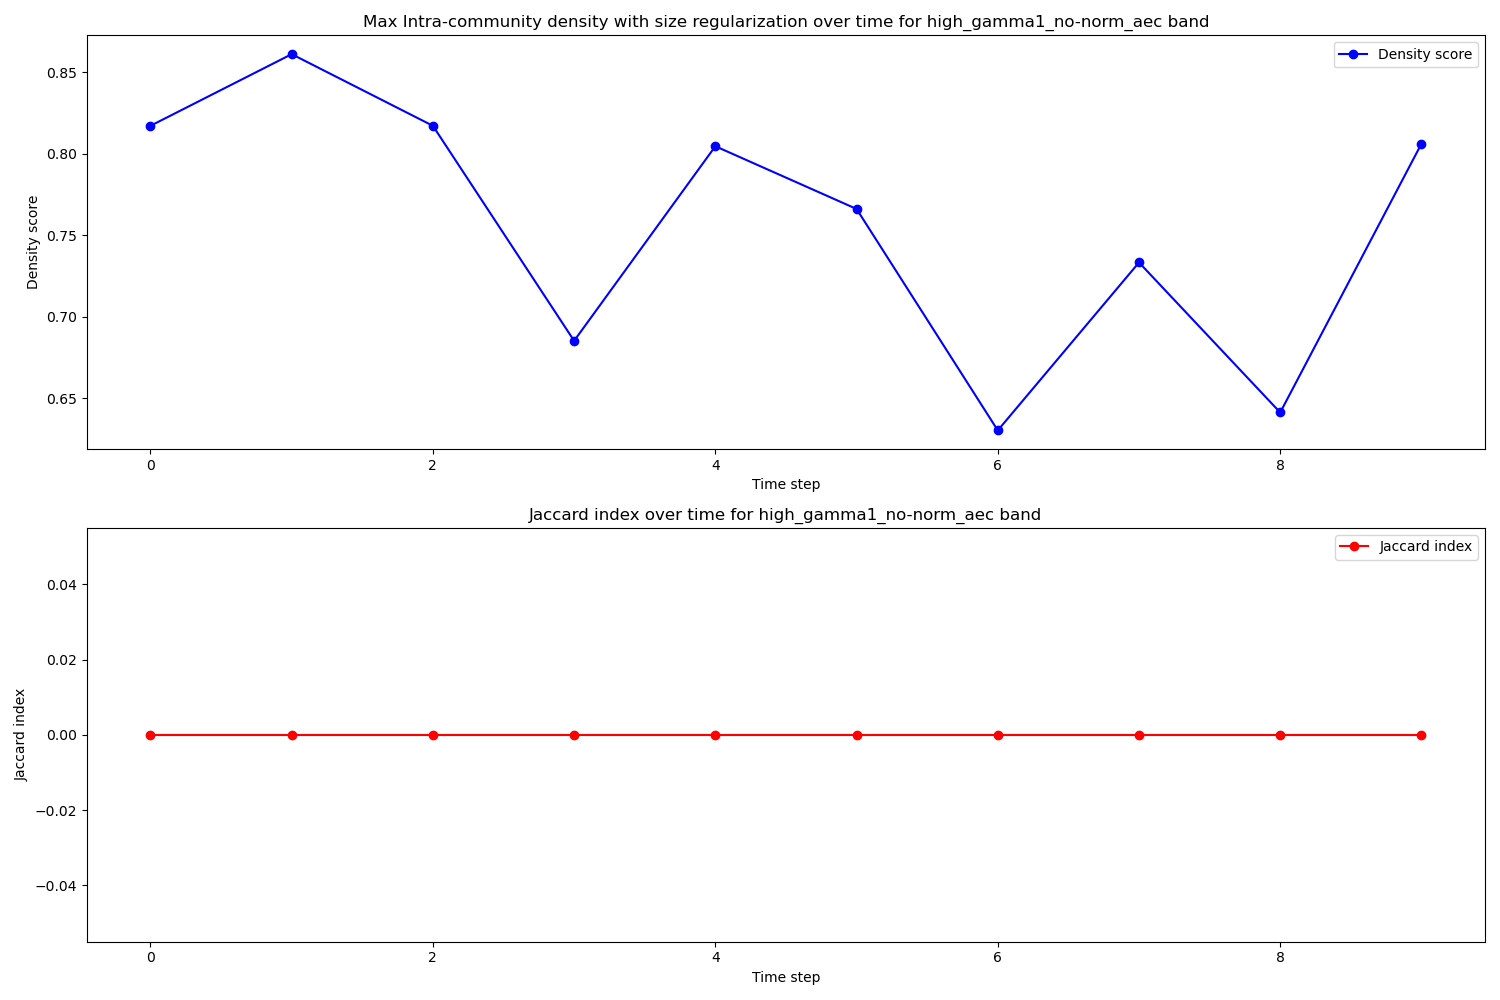 Max Intra-community density with size regularization over time for high_gamma1_no-norm_aec band
Density score
0.85
0.80
0.75
0.70
0.65
Density score
0
2
4
6
8
Time step
Jaccard index over time for high_gamma1_no-norm_aec band
Jaccard index
0.04
0.02
0.00
−0.02
−0.04
Jaccard index
0
2
4
6
8
Time step